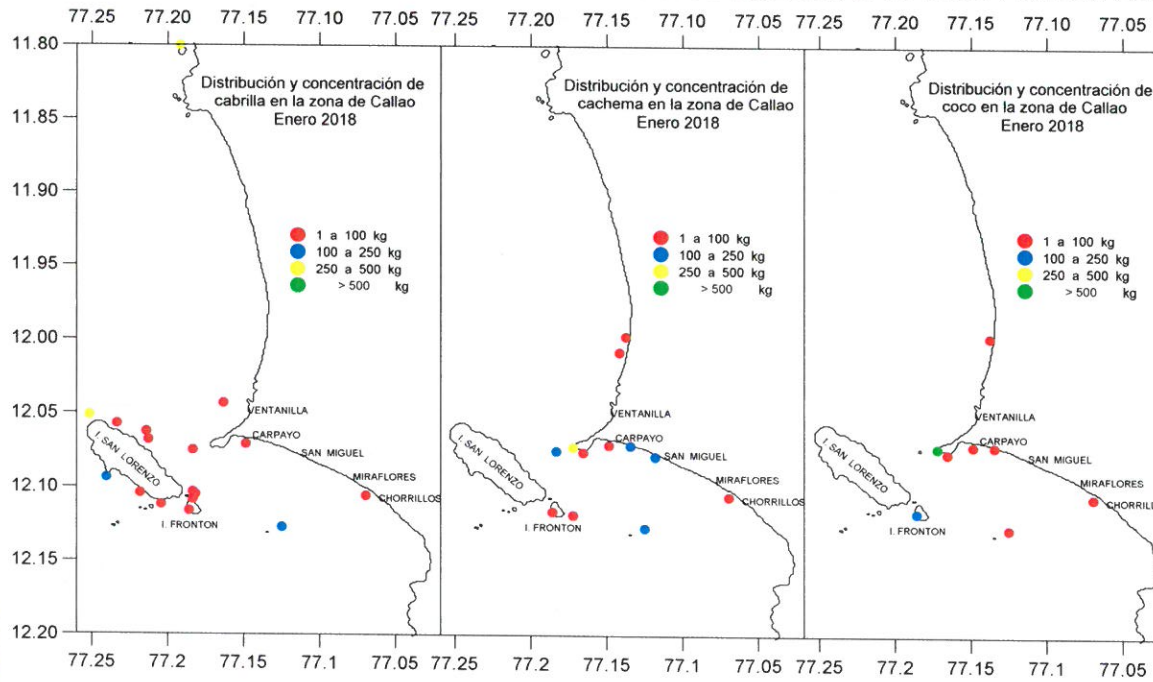 77.25 77.20 77.15 77.10 77.05 77.25 77.20 77.15 77.10 77.05 77.25 77.2 77.15 77.10 77.05
11.80
11.85
11.90
11.95
12.00
12.05
12.10
12.15
12.20
Distribución y concentración de
cabrilla en la zona de Callao
Enero 2018
1 a 100 kg
100 a 250 kg
250 a 500 kg
> 500 kg
VENTANILLA
CARPAYO
SAN MIGUEL
MIRAFLORES
CHORRILLOS
I. SAN LORENZO
I. FRONTON
Distribución y concentración de
cachema en la zona de Callao
Enero 2018
1 a 100 kg
100 a 250 kg
250 a 500 kg
> 500 kg
VENTANILLA
CARPAYO
SAN MIGUEL
MIRAFLORES
CHORRILLOS
I. SAN LORENZO
I. FRONTON
Distribución y concentración de
coco en la zona de Callao
Enero 2018
1 a 100 kg
100 a 250 kg
250 a 500 kg
> 500 kg
VENTANILLA
CARPAYO
SAN MIGUEL
MIRAFLORES
CHORRILL
I. SAN LORENZO
I. FRONTON
77.25 77.2 77.15 77.10 77.05 77.25 77.2 77.15 77.10 77.05 77.25 77.2 77.15 77.10 77.05